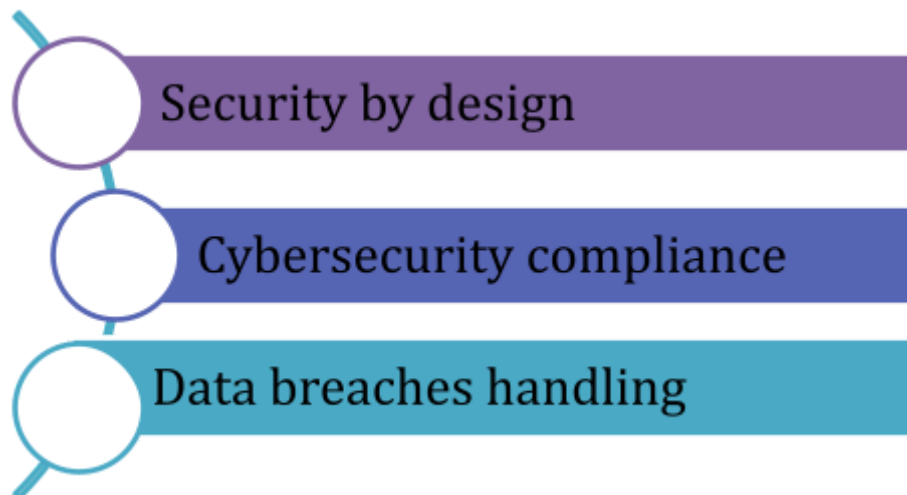 Security by design
Cybersecurity compliance
Data breaches handling